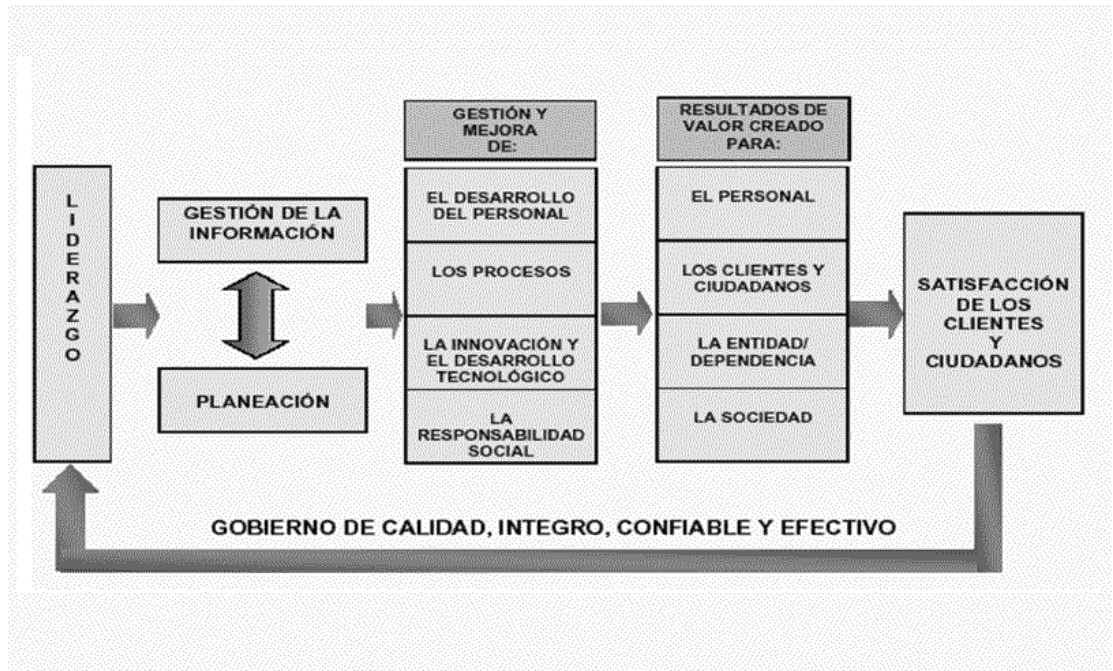 LIDERAZGO
GESTIÓN DE LA
INFORMACIÓN
PLANEACIÓN
GESTIÓN Y
MEJORA
DE:
EL DESARROLLO
DEL PERSONAL
LOS PROCESOS
LA INNOVACIÓN Y
EL DESARROLLO
TECNOLÓGICO
LA
RESPONSABILIDAD
SOCIAL
RESULTADOS DE
VALOR CREADO
PARA:
EL PERSONAL
LOS CLIENTES Y
CIUDADANOS
LA ENTIDAD/
DEPENDENCIA
LA SOCIEDAD
SATISFACCIÓN
DE LOS
CLIENTES
Y
CIUDADANOS
GOBIERNO DE CALIDAD, INTEGRO, CONFIABLE Y EFECTIVO